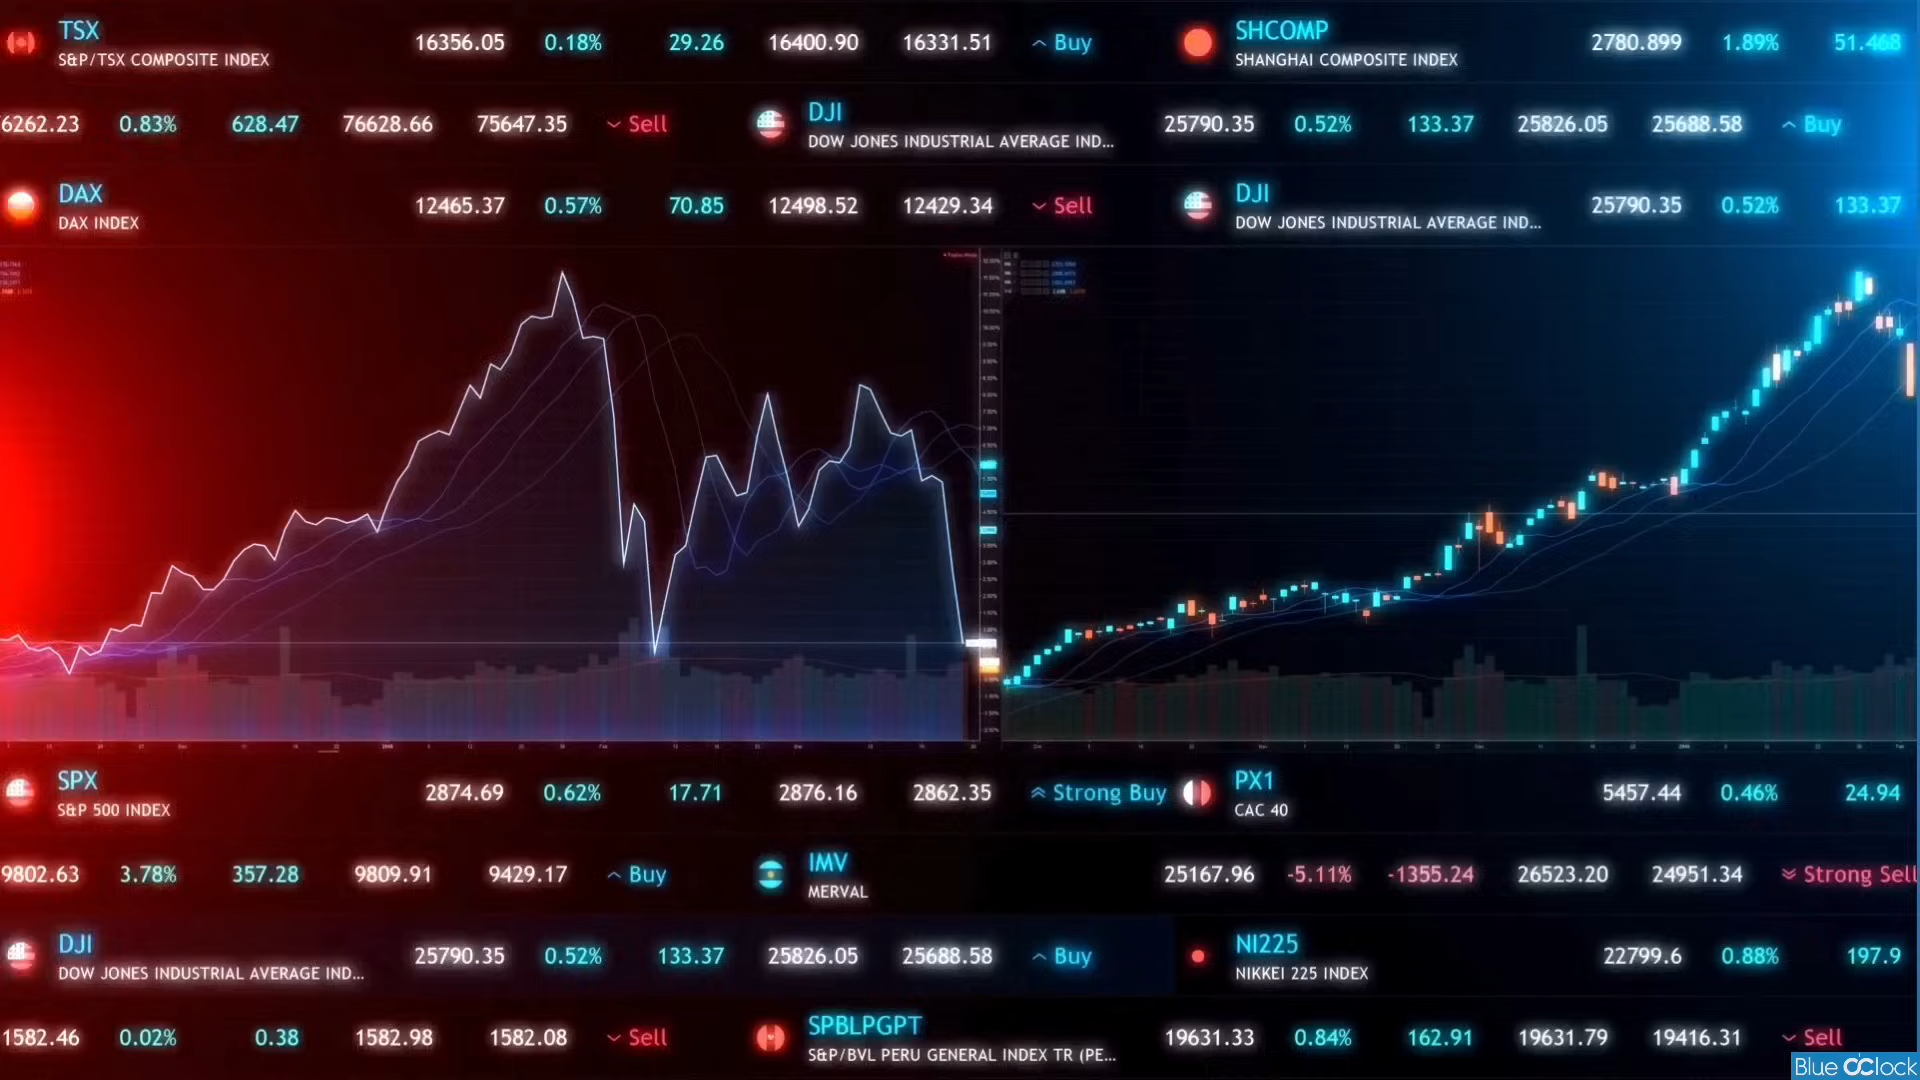 TSX 16356.05 0.18% 29.26 16400.90 16331.51 Buy
S&P/TSX COMPOSITE INDEX
SHCOMP 2780.899 1.89% 51.468
SHANGHAI COMPOSITE INDEX
6262.23 0.83% 628.47 76628.66 75647.35 Sell
DJI 25790.35 0.52% 133.37 25826.05 25688.58 Buy
DOW JONES INDUSTRIAL AVERAGE IND...
DAX 12465.37 0.57% 70.85 12498.52 12429.34 Sell
DAX INDEX
DJI 25790.35 0.52% 133.37
DOW JONES INDUSTRIAL AVERAGE IND...
SPX 2874.69 0.62% 17.71 2876.16 2862.35 Strong Buy
S&P 500 INDEX
PX1 5457.44 0.46% 24.94
CAC 40
9802.63 3.78% 357.28 9809.91 9429.17 Buy
IMV 25167.96 -5.11% -1355.24 26523.20 24951.34 Strong Sell
MERVAL
DJI 25790.35 0.52% 133.37 25826.05 25688.58 Buy
DOW JONES INDUSTRIAL AVERAGE IND...
NI225 22799.6 0.88% 197.9
NIKKEI 225 INDEX
1582.46 0.02% 0.38 1582.98 1582.08 Sell
SPBLPGPT 19631.33 0.84% 162.91 19631.79 19416.31 Sell
S&P/BVL PERU GENERAL INDEX TR (PE...
Blue O'Clock